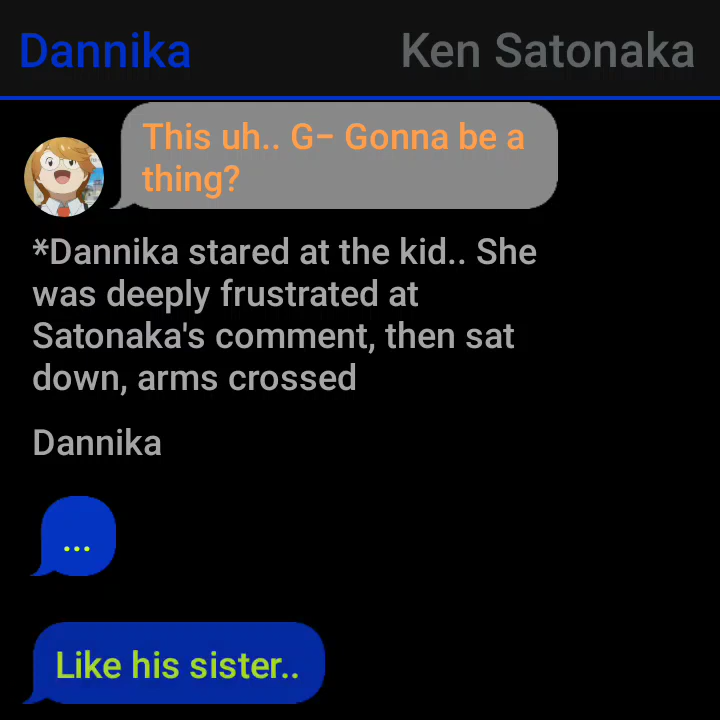 Dannika
Ken Satonaka
This uh.. G– Gonna be a
thing?
*Dannika stared at the kid.. She
was deeply frustrated at
Satonaka's comment, then sat
down, arms crossed
Dannika
...
Like his sister..